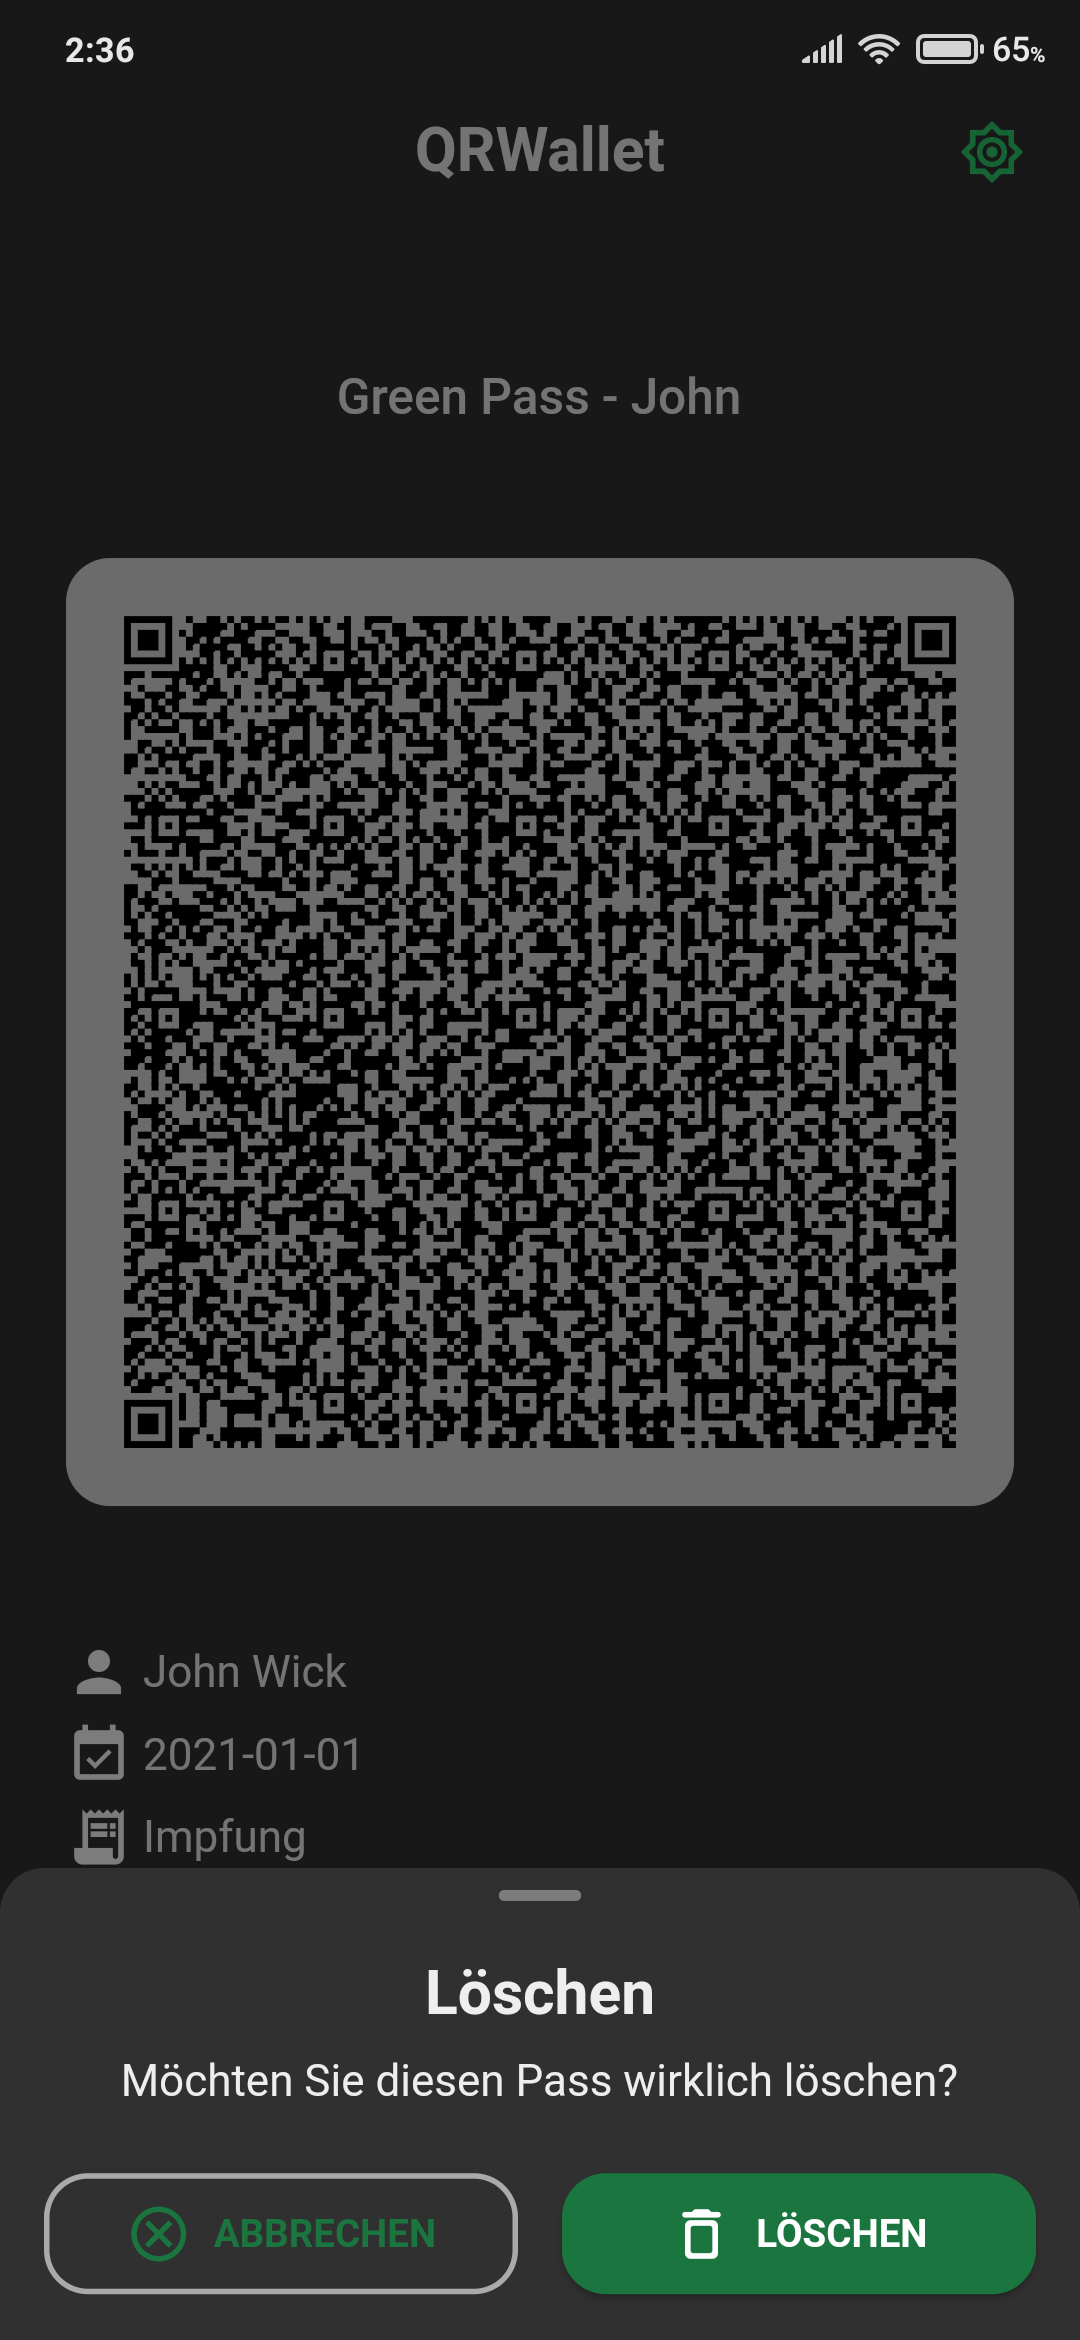 2:36
65%
QRWallet
Green Pass - John
John Wick
2021-01-01
Impfung
Löschen
Möchten Sie diesen Pass wirklich löschen?
ABBRECHEN
LÖSCHEN